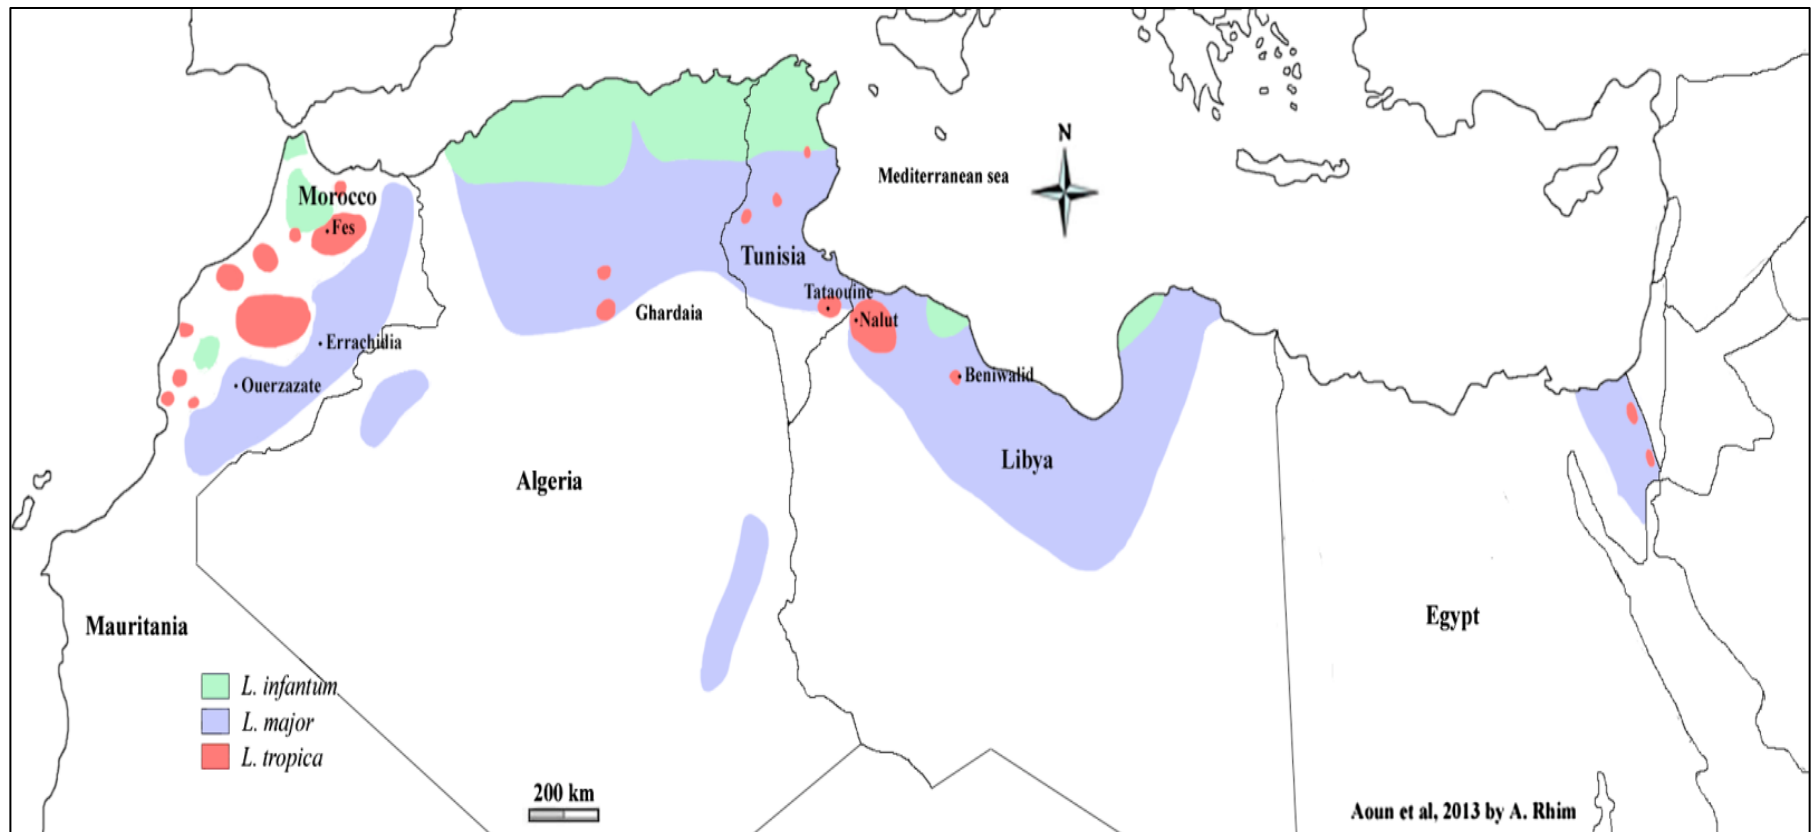 N
Mediterranean sea
Morocco
Fes
Tunisia
Tataouine
Ghardaia
Nalut
Errachidia
Beniwalid
Ouerzazate
Libya
Algeria
Egypt
Mauritania
L. infantum
L. major
L. tropica
200 km
Aoun et al, 2013 by A. Rhim